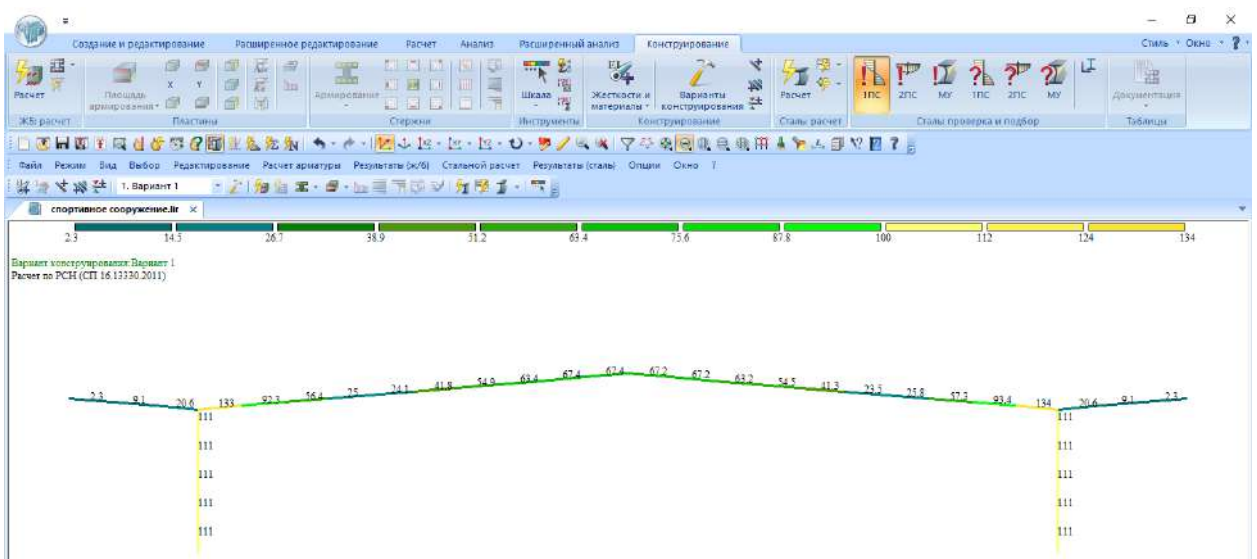 Создание и редактирование Расширенное редактирование Расчет Анализ Расширенный анализ Конструирование Стиль Окно ?
X Y
Расчет Площадь армирования Армирование Шкала Жесткости и материалы Варианты конструирования Расчет 1ПС 2ПС МУ 1ПС 2ПС МУ Документация
ЖБ: расчет Пластины Стержни Инструменты Конструирование Сталь: расчет Сталь: проверка и подбор Таблицы
Файл Режим Вид Выбор Редактирование Расчет арматуры Результаты (ж/б) Стальной расчет Результаты (сталь) Опции Окно ?
1. Вариант 1
спортивное сооружение.lir
2.3 14.5 26.7 38.9 51.2 63.4 75.6 87.8 100 112 124 134
Вариант конструирования: Вариант 1
Расчет по РСН (СП 16.13330.2011)
2.3 9.1 20.6 133 92.3 56.4 25 24.1 41.8 54.9 63.4 67.4 67.4 67.2 67.2 63.2 54.5 41.3 23.5 25.8 57.3 93.4 134 20.6 9.1 2.3
111 111
111 111
111 111
111 111
111 111